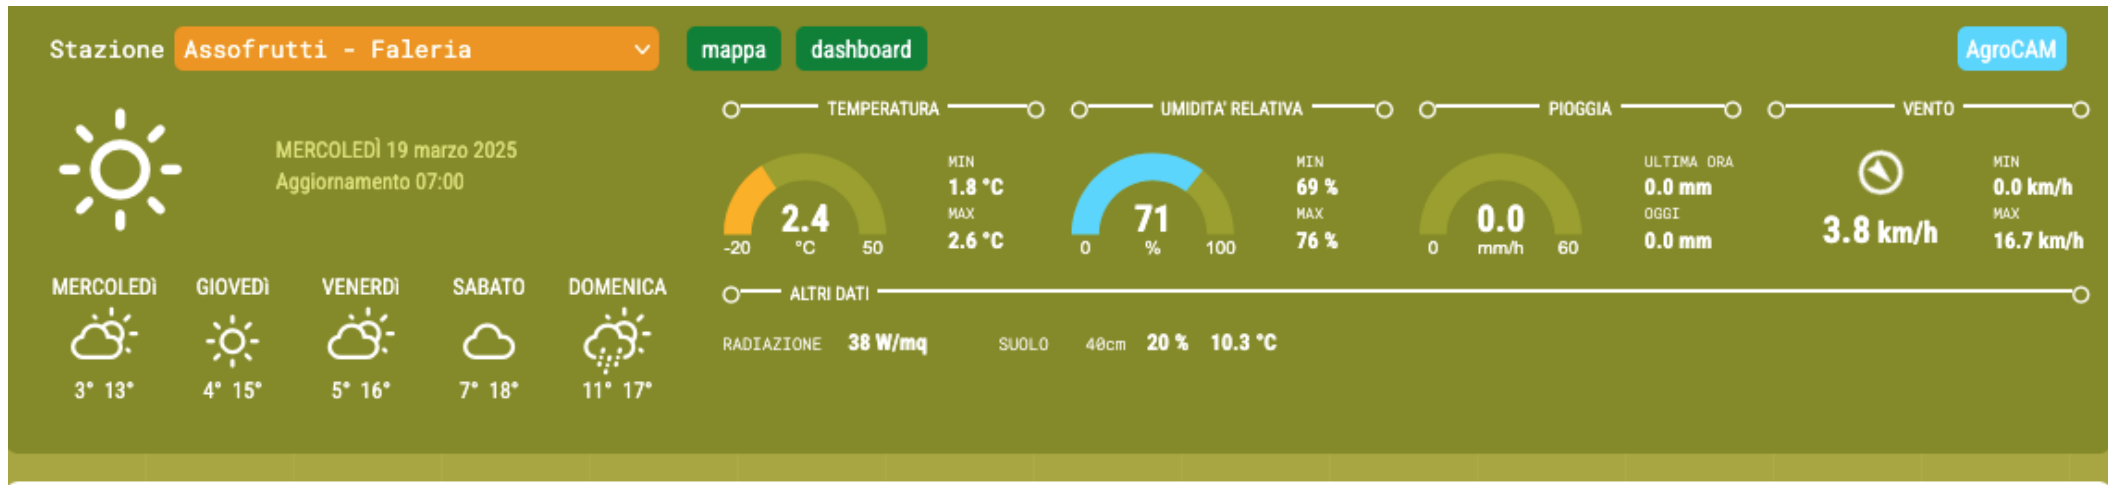 Stazione Assofrutti - Faleria mappa dashboard AgroCAM
MERCOLEDÌ 19 marzo 2025
Aggiornamento 07:00
MERCOLEDì GIOVEDì VENERDì SABATO DOMENICA
3° 13° 4° 15° 5° 16° 7° 18° 11° 17°
TEMPERATURA
2.4
°C
-20 50
MIN
1.8 °C
MAX
2.6 °C
UMIDITA' RELATIVA
71
%
0 100
MIN
69 %
MAX
76 %
PIOGGIA
0.0
mm/h
0 60
ULTIMA ORA
0.0 mm
OGGI
0.0 mm
VENTO
3.8 km/h
MIN
0.0 km/h
MAX
16.7 km/h
ALTRI DATI
RADIAZIONE 38 W/mq SUOLO 40cm 20 % 10.3 °C